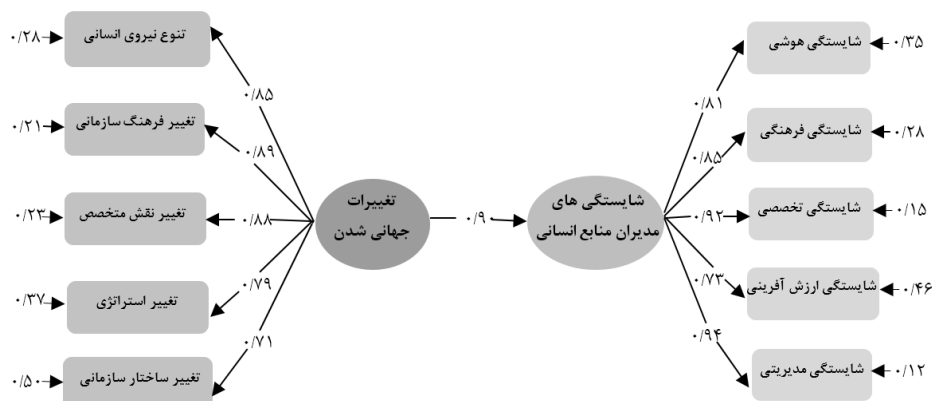 تنوع نیروی انسانی
۰/۲۸
۰/۸۵
تغییر فرهنگ سازمانی
۰/۲۱
۰/۸۹
تغییر نقش متخصص
۰/۲۳
۰/۸۸
تغییر استراتژی
۰/۳۷
۰/۷۹
تغییر ساختار سازمانی
۰/۵۰
۰/۷۱
تغییرات
جهانی شدن
۰/۹۰
شایستگی های
مدیران منابع انسانی
شایستگی هوشی
۰/۳۵
۰/۸۱
شایستگی فرهنگی
۰/۲۸
۰/۸۵
شایستگی تخصصی
۰/۱۵
۰/۹۲
شایستگی ارزش آفرینی
۰/۴۶
۰/۷۳
شایستگی مدیریتی
۰/۱۲
۰/۹۴